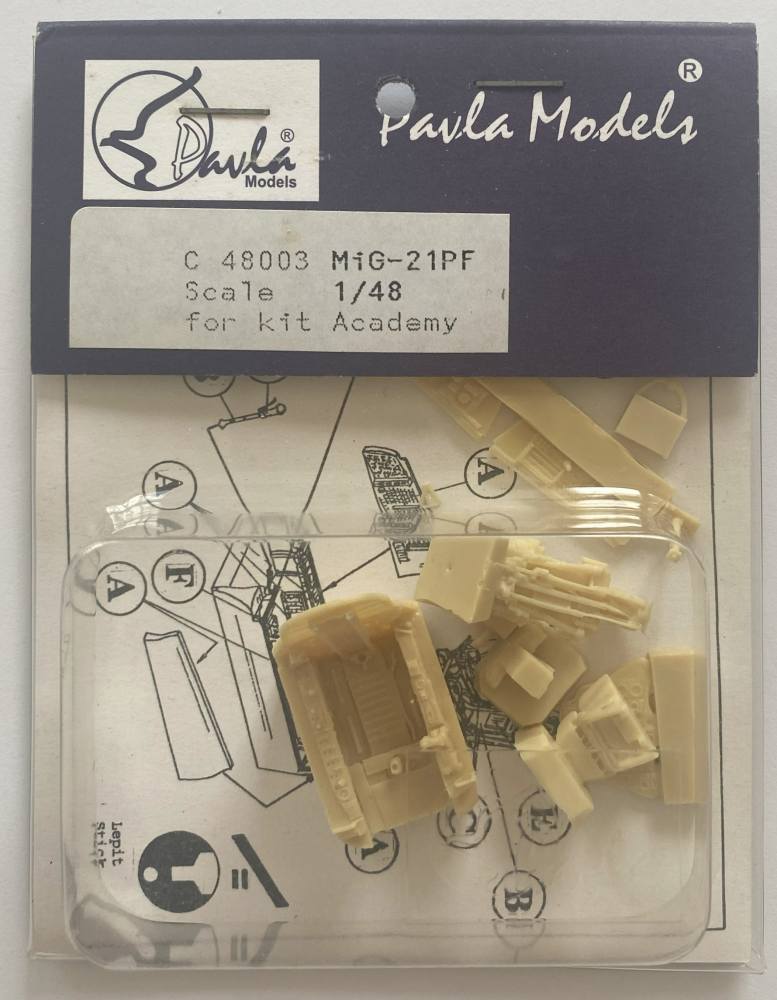 Pavla Models ®
Pavla ®
Models
C 48003 MiG-21PF
Scale 1/48
for kit Academy
A
A
A
F
Lepit
Stick
=
A
C
E
B